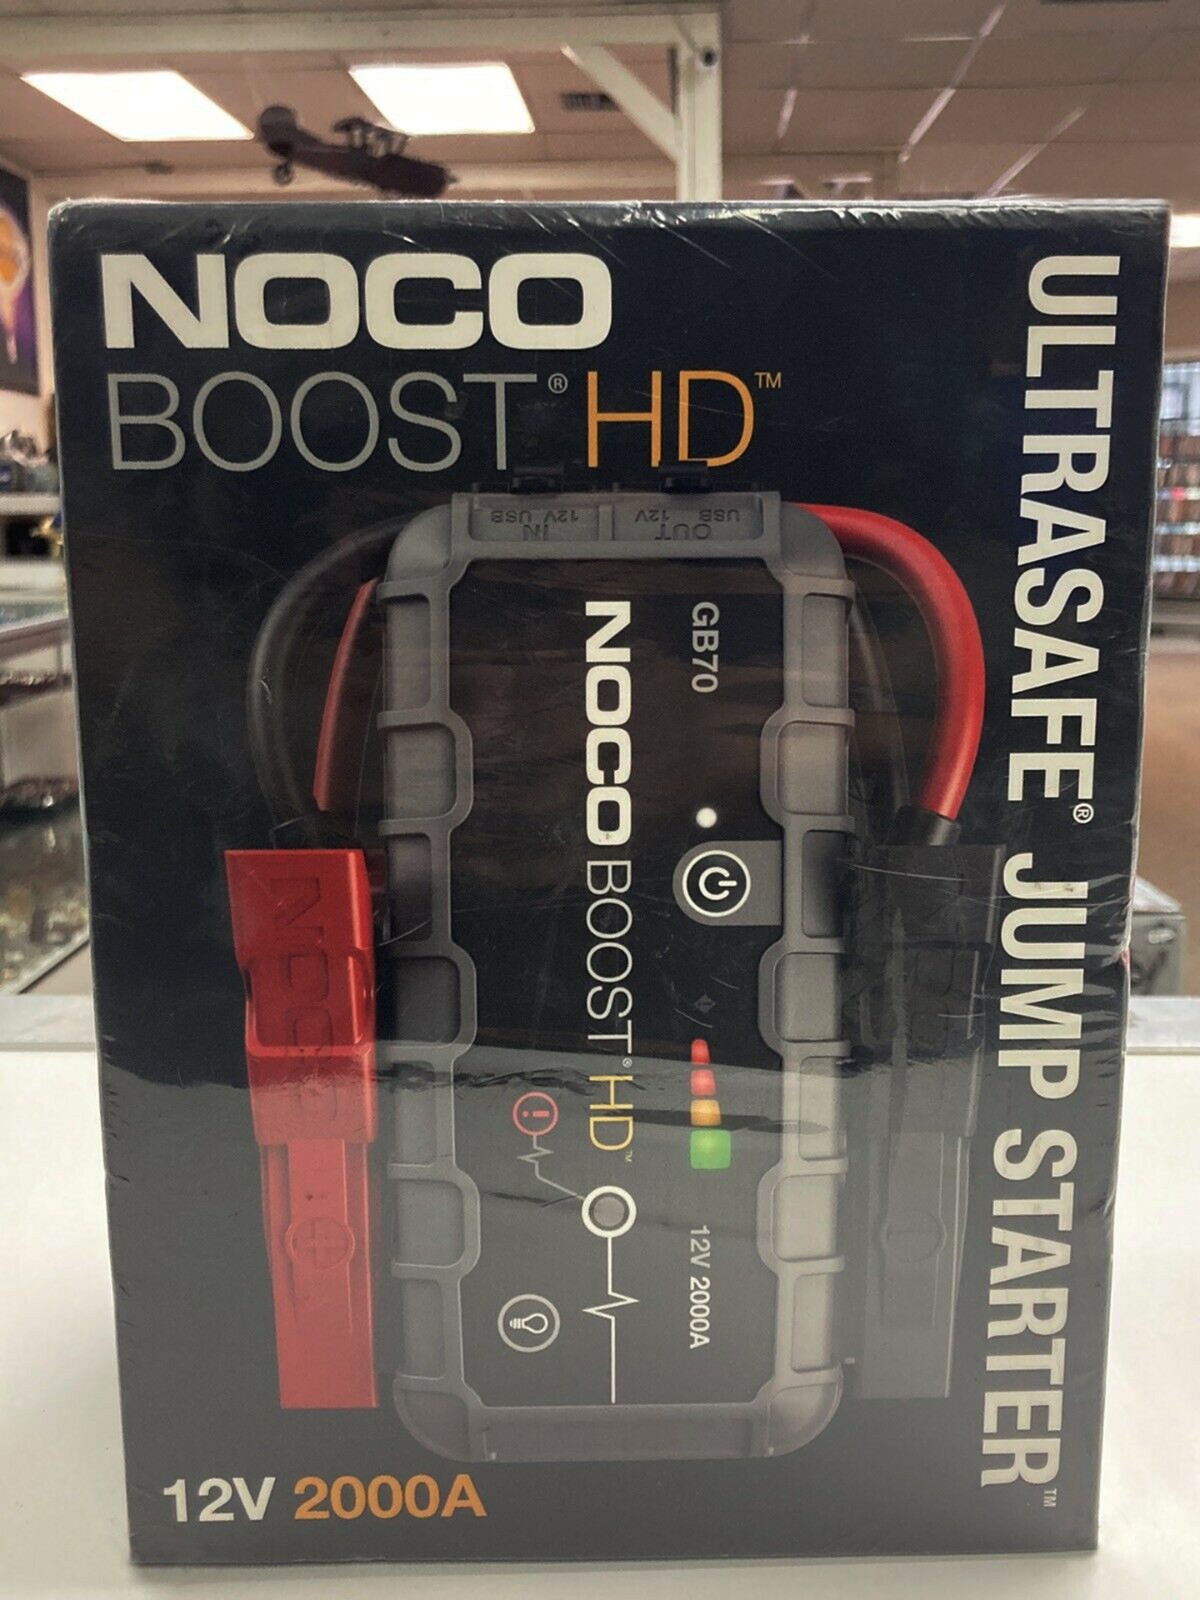 NOCO
BOOST® HD™
ULTRASAFE® JUMP STARTER™
IN
12V USB
OUT
USB 12V
GB70
NOCO BOOST® HD™
12V 2000A
NOCO
12V 2000A